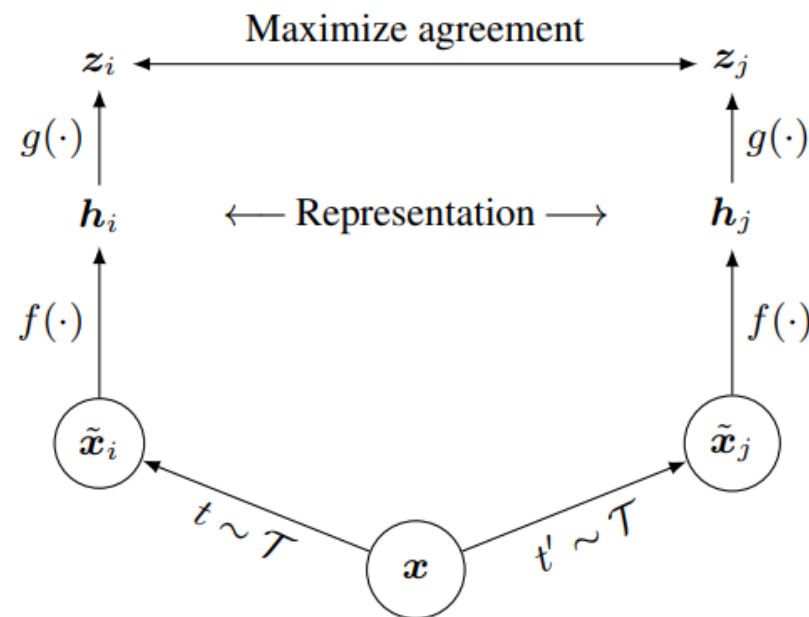 Maximize agreement
z_i z_j
g(·) g(·)
h_i ← Representation → h_j
f(·) f(·)
x̃_i x̃_j
t ∼ 𝒯 t′ ∼ 𝒯
x